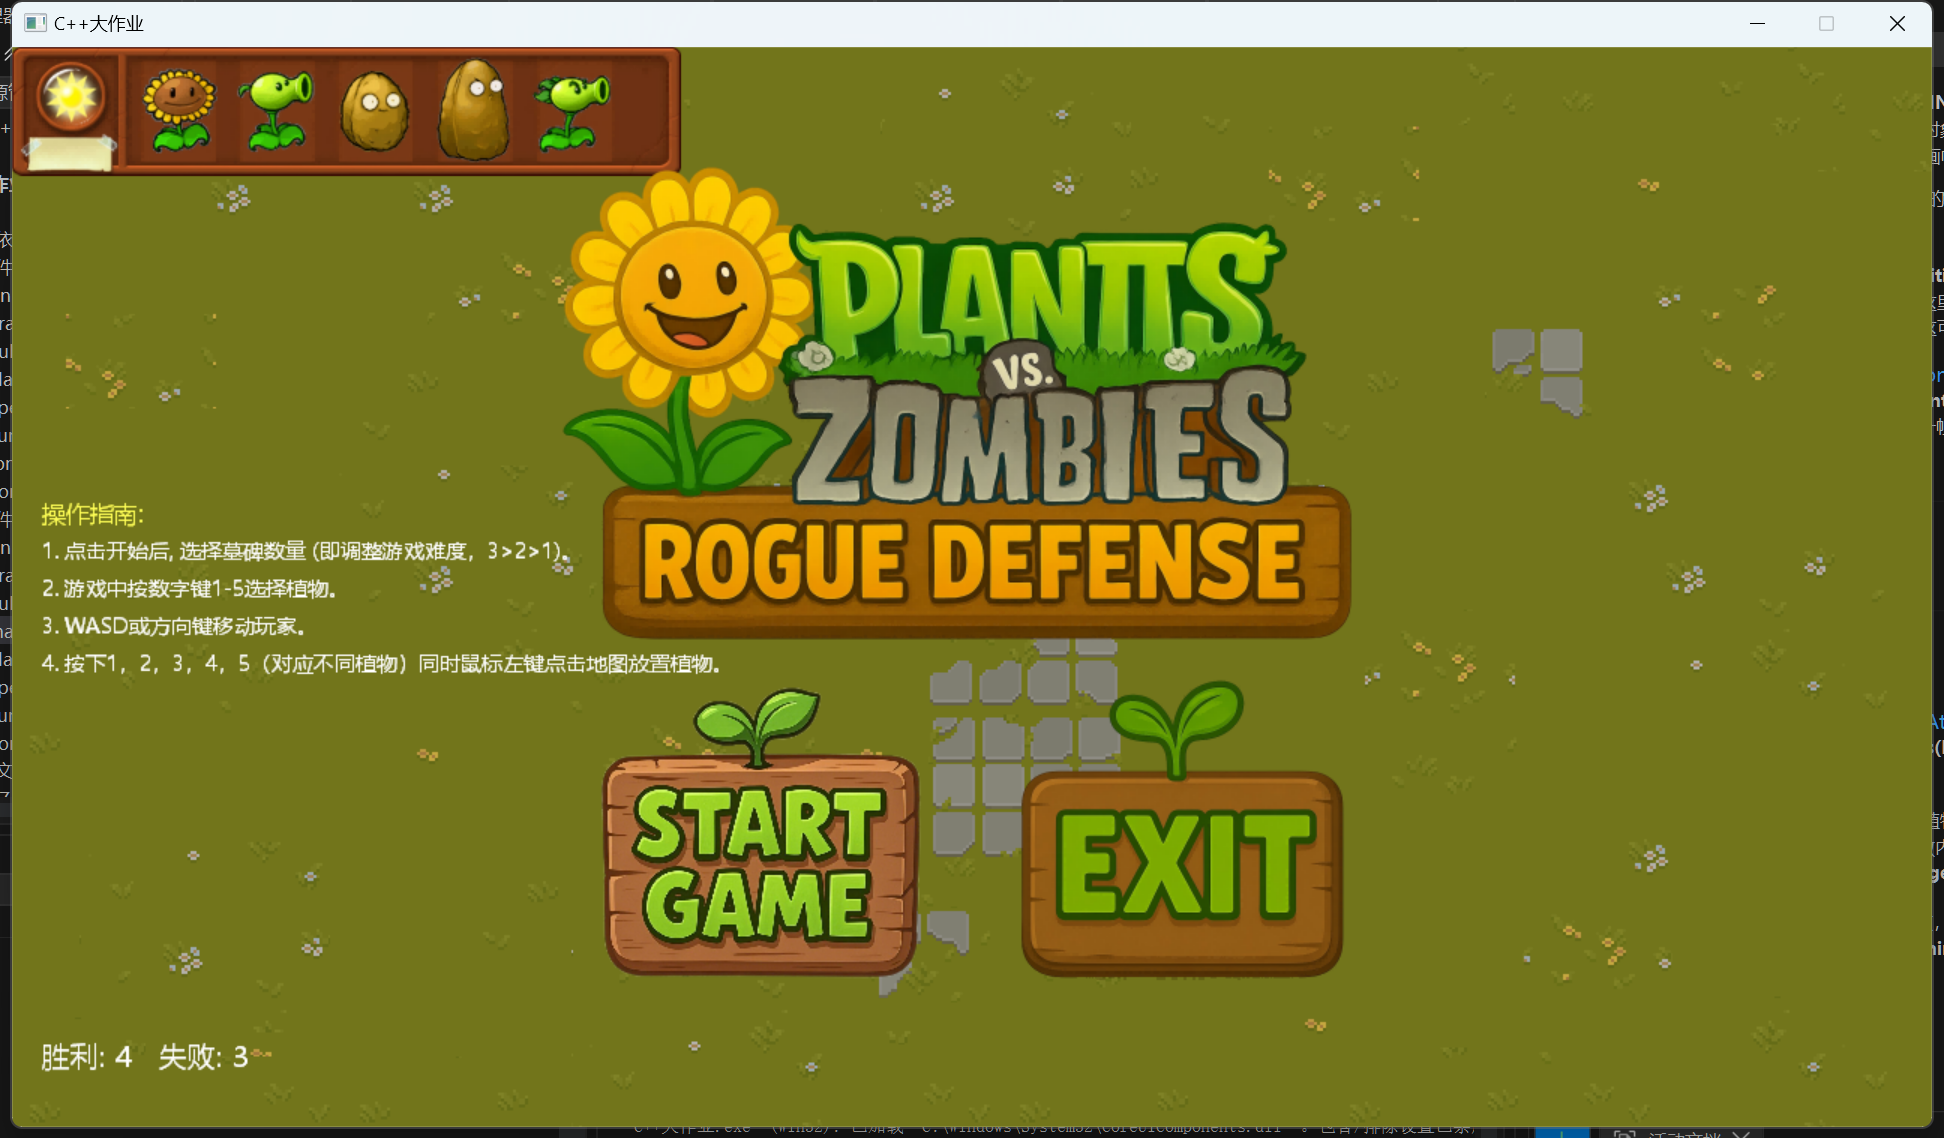 C++大作业
PLANTTS
VS.
ZOMBIES
ROGUE DEFENSE
操作指南:
1. 点击开始后, 选择墓碑数量 (即调整游戏难度，3>2>1)。
2. 游戏中按数字键1-5选择植物。
3. WASD或方向键移动玩家。
4. 按下1，2，3，4，5（对应不同植物）同时鼠标左键点击地图放置植物。
START
GAME
EXIT
胜利: 4 失败: 3